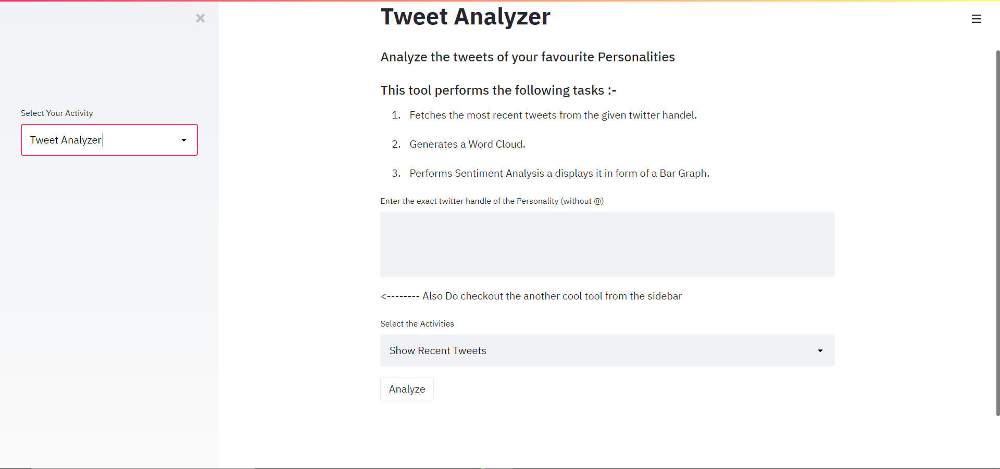 Select Your Activity
Tweet Analyzer
Tweet Analyzer
Analyze the tweets of your favourite Personalities
This tool performs the following tasks :-
1. Fetches the most recent tweets from the given twitter handel.
2. Generates a Word Cloud.
3. Performs Sentiment Analysis a displays it in form of a Bar Graph.
Enter the exact twitter handle of the Personality (without @)
<-------- Also Do checkout the another cool tool from the sidebar
Select the Activities
Show Recent Tweets
Analyze